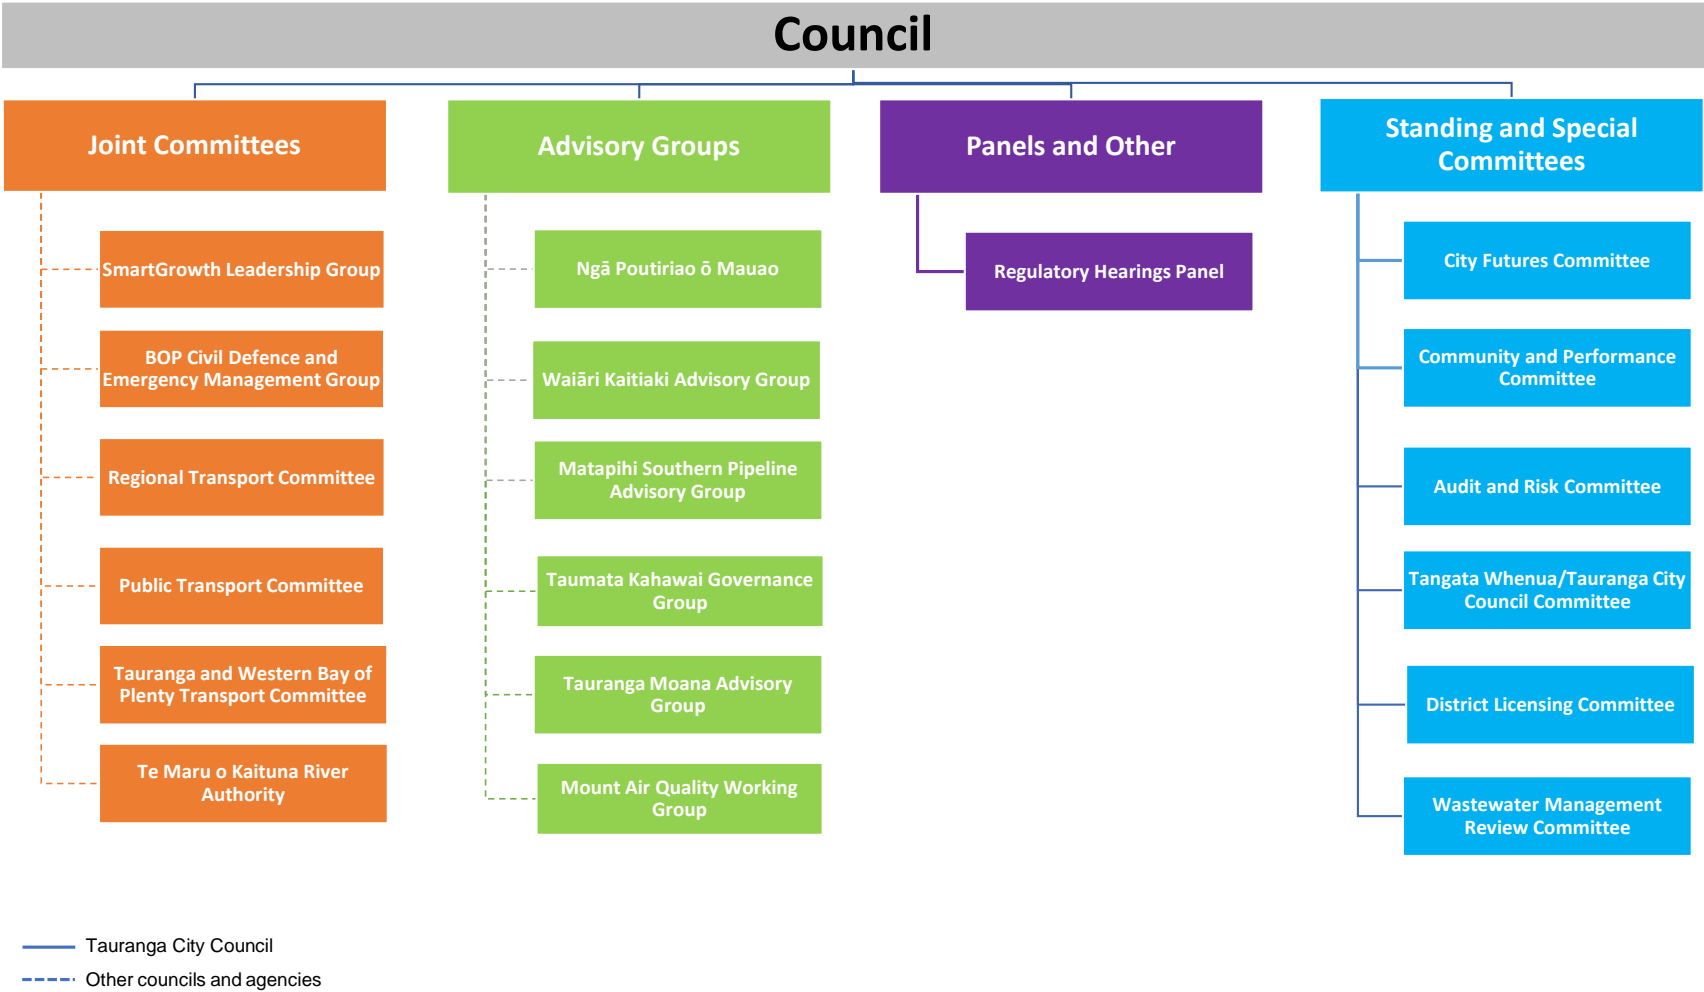 Council
Joint Committees
SmartGrowth Leadership Group
BOP Civil Defence and
Emergency Management Group
Regional Transport Committee
Public Transport Committee
Tauranga and Western Bay of
Plenty Transport Committee
Te Maru o Kaituna River
Authority
Advisory Groups
Ngā Poutiriao ō Mauao
Waiāri Kaitiaki Advisory Group
Matapihi Southern Pipeline
Advisory Group
Taumata Kahawai Governance
Group
Tauranga Moana Advisory
Group
Mount Air Quality Working
Group
Panels and Other
Regulatory Hearings Panel
Standing and Special
Committees
City Futures Committee
Community and Performance
Committee
Audit and Risk Committee
Tangata Whenua/Tauranga City
Council Committee
District Licensing Committee
Wastewater Management
Review Committee
Tauranga City Council
Other councils and agencies